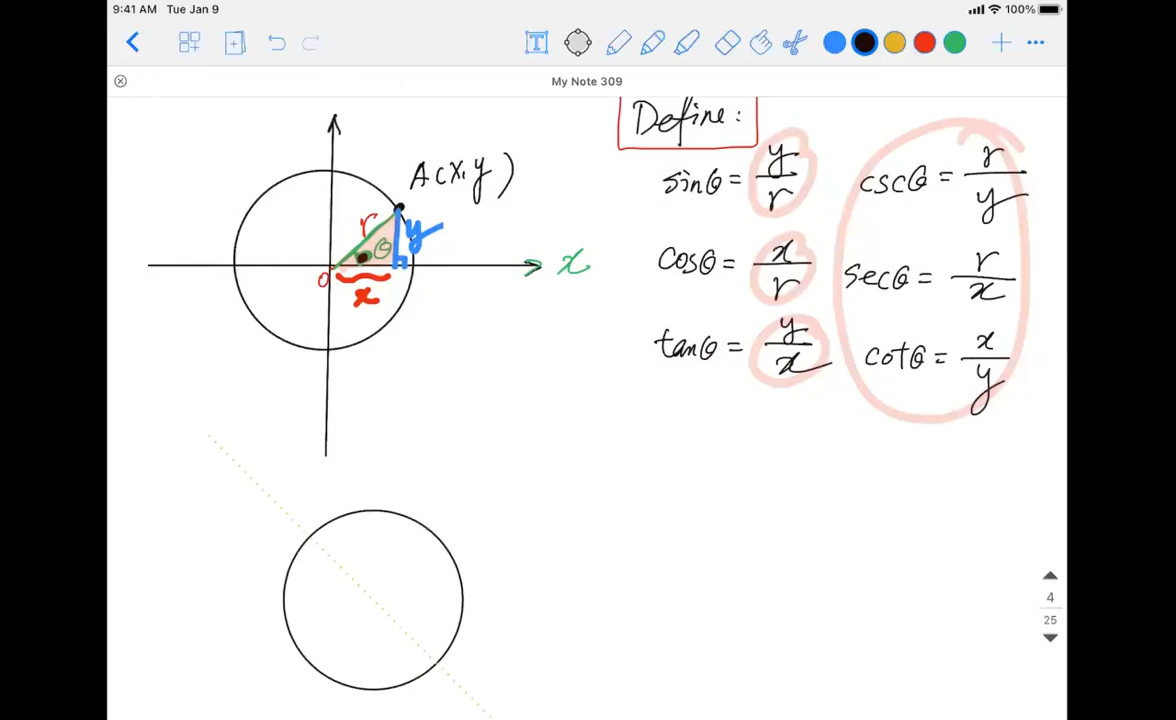 9:41 AM Tue Jan 9
100%
T
My Note 309
Define:
A(x,y)
r
y
θ
x
O
x
sinθ = y/r
cscθ = r/y
cosθ = x/r
secθ = r/x
tanθ = y/x
cotθ = x/y
4
25